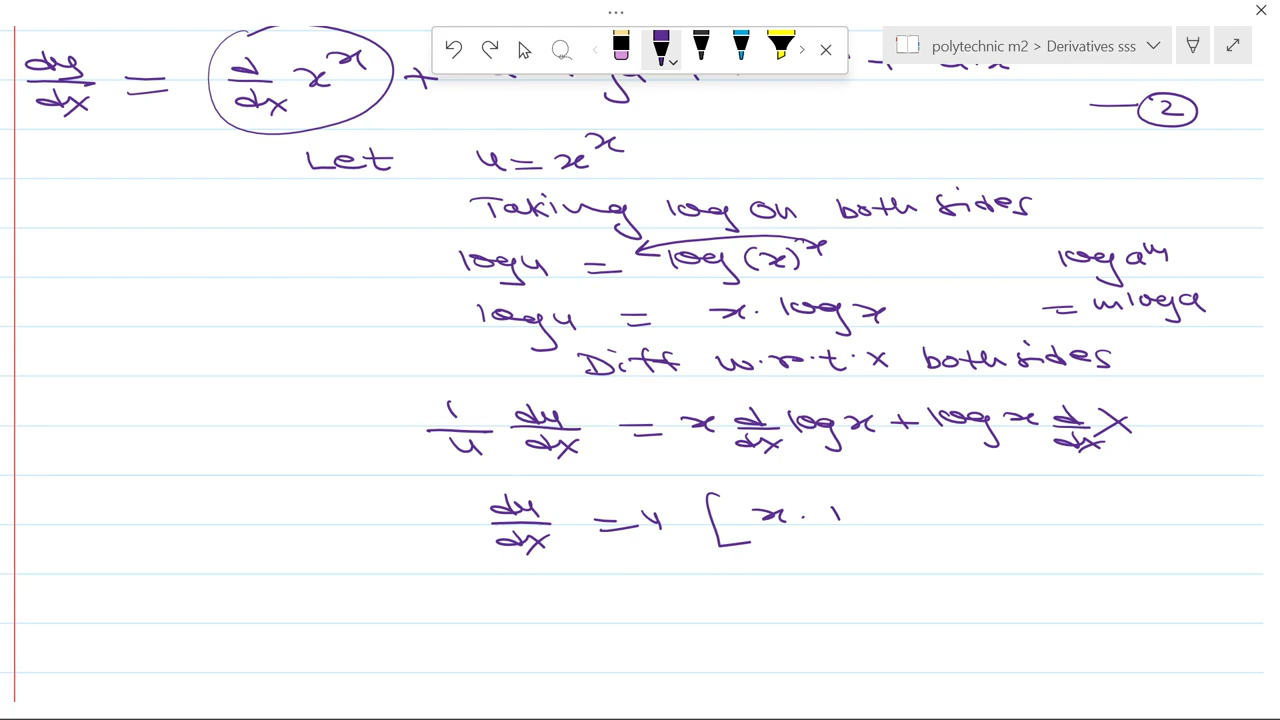 polytechnic m2 > Derivatives sss
dy/dx = d/dx x^x +
— 2
Let u = x^x
Taking log on both sides
log u = log (x)^x
log a^m
log u = x . log x
= m log a
Diff w.r.t. x both sides
1/u du/dx = x d/dx log x + log x d/dx x
du/dx = u [ x . 1